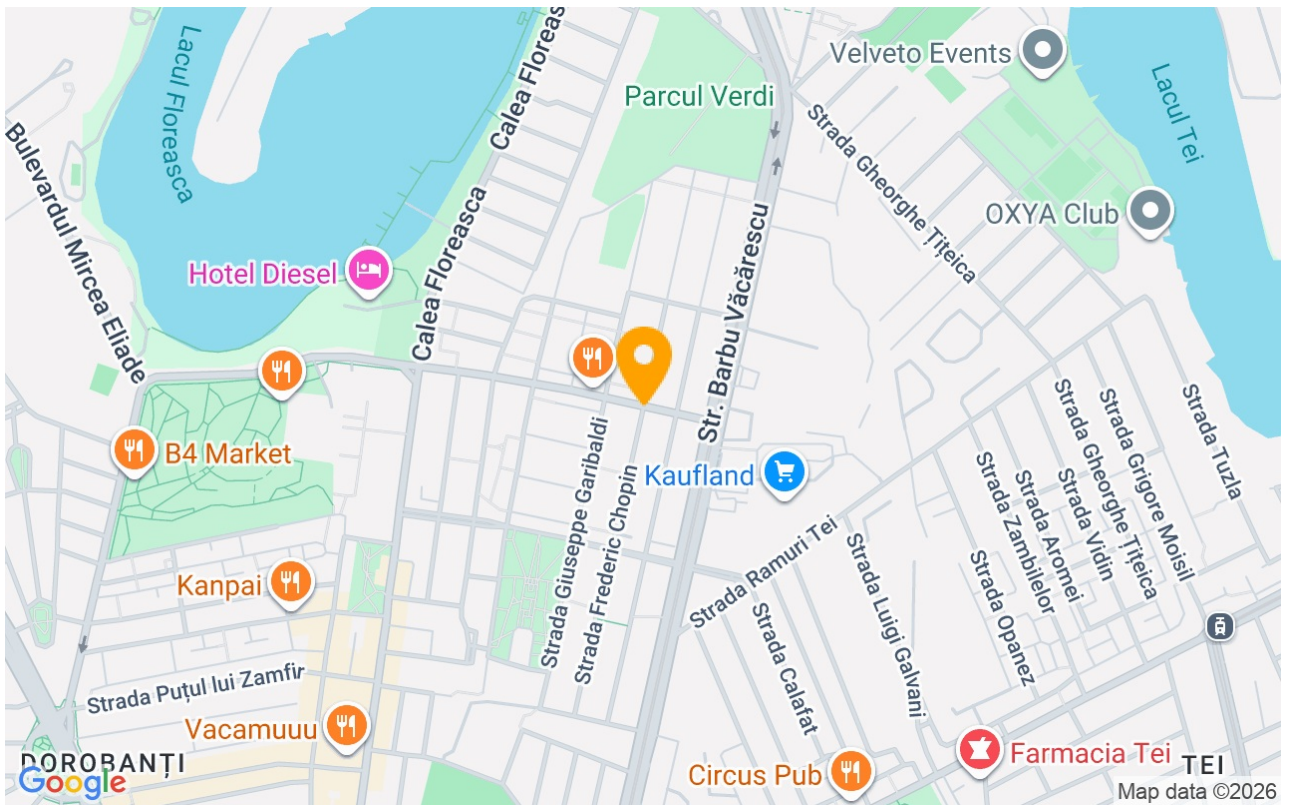 Lacul Floreasca
Calea Floreas
Velveto Events
Parcul Verdi
Lacul Tei
Bulevardul Mircea Eliade
Strada Gheorghe Țițeica
Calea Floreasca
OXYA Club
Hotel Diesel
Str. Barbu Văcărescu
B4 Market
Kaufland
Strada Giuseppe Garibaldi
Strada Frederic Chopin
Strada Gheorghe Țițeica
Strada Grigore Moisil
Strada Tuzla
Strada Zambilelor
Strada Aromei
Strada Vidin
Strada Ramuri Tei
Strada Luigi Galvani
Strada Opanez
Kanpai
Strada Calafat
Strada Puțul lui Zamfir
Vacamuuu
DOROBANȚI
Circus Pub
Farmacia Tei
TEI
Google
Map data ©2026